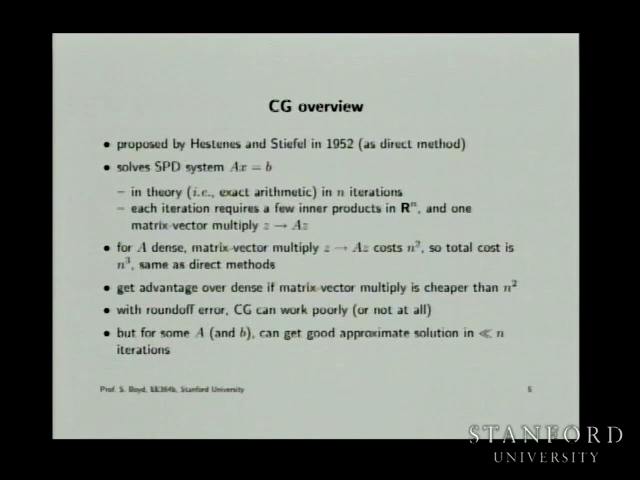 CG overview
• proposed by Hestenes and Stiefel in 1952 (as direct method)
• solves SPD system Ax = b
– in theory (i.e., exact arithmetic) in n iterations
– each iteration requires a few inner products in Rⁿ, and one
matrix-vector multiply z → Az
• for A dense, matrix-vector multiply z → Az costs n², so total cost is
n³, same as direct methods
• get advantage over dense if matrix-vector multiply is cheaper than n²
• with roundoff error, CG can work poorly (or not at all)
• but for some A (and b), can get good approximate solution in ≪ n
iterations
Prof. S. Boyd, EE364b, Stanford University 5
STANFORD
UNIVERSITY